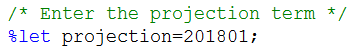 /* Enter the projection term */
%let projection=201801;